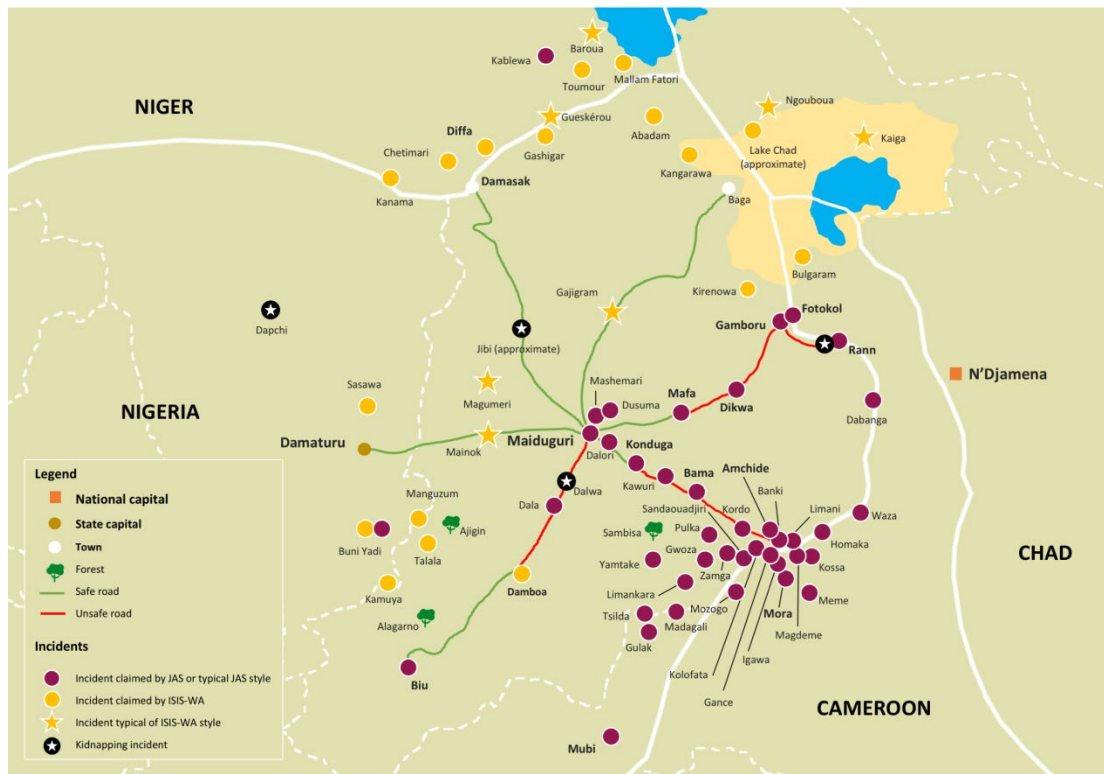 Baroua
Kablewa
Toumour
Mallam Fatori
NIGER
Gueskérou
Ngouboua
Diffa
Abadam
Kaiga
Chetimari
Gashigar
Lake Chad
(approximate)
Kangarawa
Damasak
Kanama
Baga
Bulgaram
Kirenowa
Gajigram
Dapchi
Fotokol
Gamboru
Jibi (approximate)
Rann
N'Djamena
Sasawa
Magumeri
Mashemari
Dusuma
Mafa
Dikwa
Dabanga
NIGERIA
Damaturu
Mainok
Maiduguri
Dalori
Konduga
Legend
National capital
State capital
Town
Forest
Safe road
Unsafe road
Incidents
Incident claimed by JAS or typical JAS style
Incident claimed by ISIS-WA
Incident typical of ISIS-WA style
Kidnapping incident
Kawuri
Bama
Amchide
Dalwa
Dala
Banki
Limani
Sandaouadjiri
Kordo
Manguzum
Ajigin
Sambisa
Pulka
Waza
Buni Yadi
Talala
Gwoza
Homaka
Yamtake
Zamga
Kossa
CHAD
Kamuya
Damboa
Limankara
Mozogo
Mora
Meme
Alagarno
Tsilda
Madagali
Magdeme
Gulak
Igawa
Kolofata
Gance
Biu
CAMEROON
Mubi